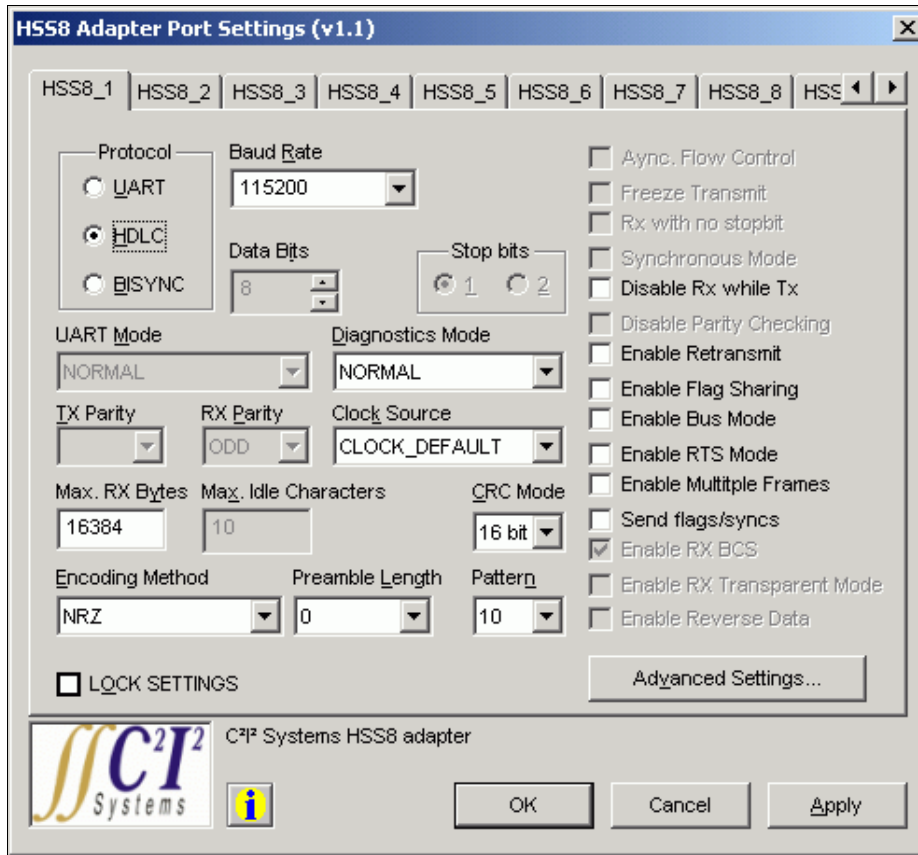 HSS8 Adapter Port Settings (v1.1)
HSS8_1 HSS8_2 HSS8_3 HSS8_4 HSS8_5 HSS8_6 HSS8_7 HSS8_8 HSS
Protocol
UART
HDLC
BISYNC
Baud Rate
115200
Data Bits
8
Stop bits
1 2
UART Mode
NORMAL
Diagnostics Mode
NORMAL
TX Parity
RX Parity
ODD
Clock Source
CLOCK_DEFAULT
Max. RX Bytes
16384
Max. Idle Characters
10
CRC Mode
16 bit
Encoding Method
NRZ
Preamble Length
0
Pattern
10
Aync. Flow Control
Freeze Transmit
Rx with no stopbit
Synchronous Mode
Disable Rx while Tx
Disable Parity Checking
Enable Retransmit
Enable Flag Sharing
Enable Bus Mode
Enable RTS Mode
Enable Multitple Frames
Send flags/syncs
Enable RX BCS
Enable RX Transparent Mode
Enable Reverse Data
LOCK SETTINGS
Advanced Settings...
C²I²
Systems
C²I² Systems HSS8 adapter
i
OK Cancel Apply